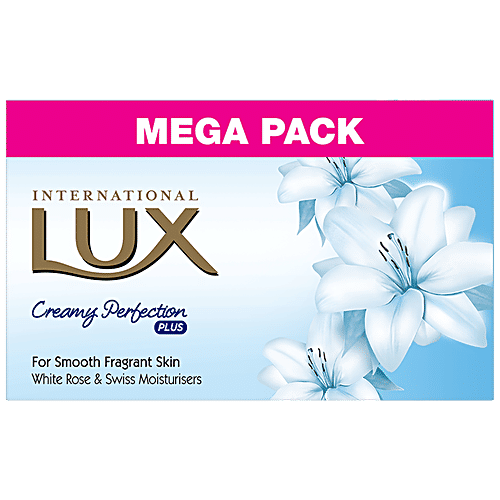 MEGA PACK
INTERNATIONAL
LUX
Creamy Perfection
PLUS
For Smooth Fragrant Skin
White Rose & Swiss Moisturisers